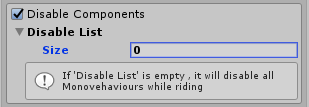 Disable Components
Disable List
Size 0
If 'Disable List' is empty , it will disable all
Monovehaviours while riding